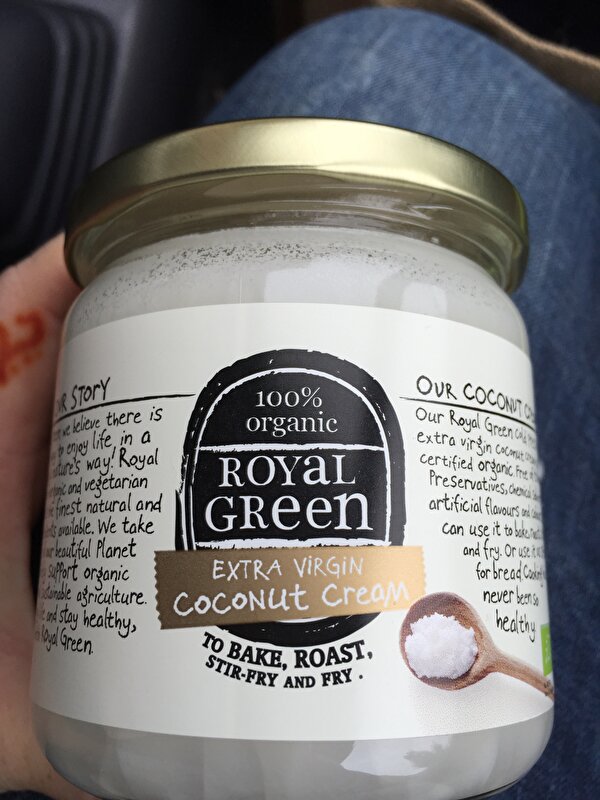 UR STORY
we believe there is
to enjoy life in a
ture's way! Royal
and vegetarian
finest natural and
available. We take
beautiful Planet
support organic
sustainable agriculture.
and stay healthy,
Royal Green.
100%
organic
ROYAL
GREEN
EXTRA VIRGIN
COCONUT CREAM
TO BAKE, ROAST,
STIR-FRY AND FRY.
OUR COCONUT
Our Royal Green
extra virgin coconut
certified organic. Free
Preservatives, chemical
artificial flavours and
can use it to bake,
and fry. Or use it
for bread.
never been so
healthy